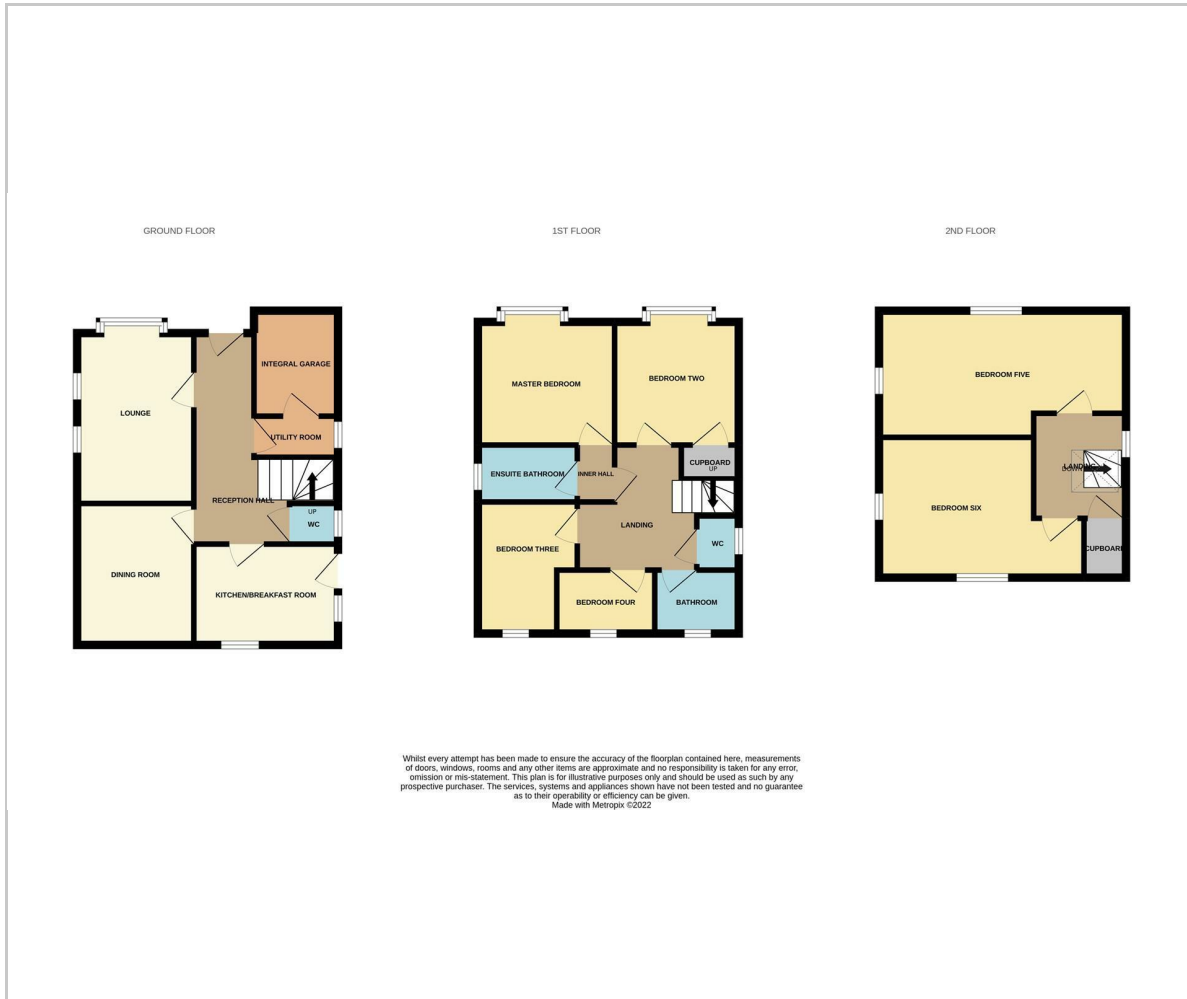 GROUND FLOOR
1ST FLOOR
2ND FLOOR
INTEGRAL GARAGE
LOUNGE
UTILITY ROOM
RECEPTION HALL
UP
WC
DINING ROOM
KITCHEN/BREAKFAST ROOM
MASTER BEDROOM
BEDROOM TWO
CUPBOARD
UP
ENSUITE BATHROOM
INNER HALL
LANDING
BEDROOM THREE
WC
BEDROOM FOUR
BATHROOM
BEDROOM FIVE
LANDING
DOWN
BEDROOM SIX
CUPBOARD
Whilst every attempt has been made to ensure the accuracy of the floorplan contained here, measurements
of doors, windows, rooms and any other items are approximate and no responsibility is taken for any error,
omission or mis-statement. This plan is for illustrative purposes only and should be used as such by any
prospective purchaser. The services, systems and appliances shown have not been tested and no guarantee
as to their operability or efficiency can be given.
Made with Metropix ©2022